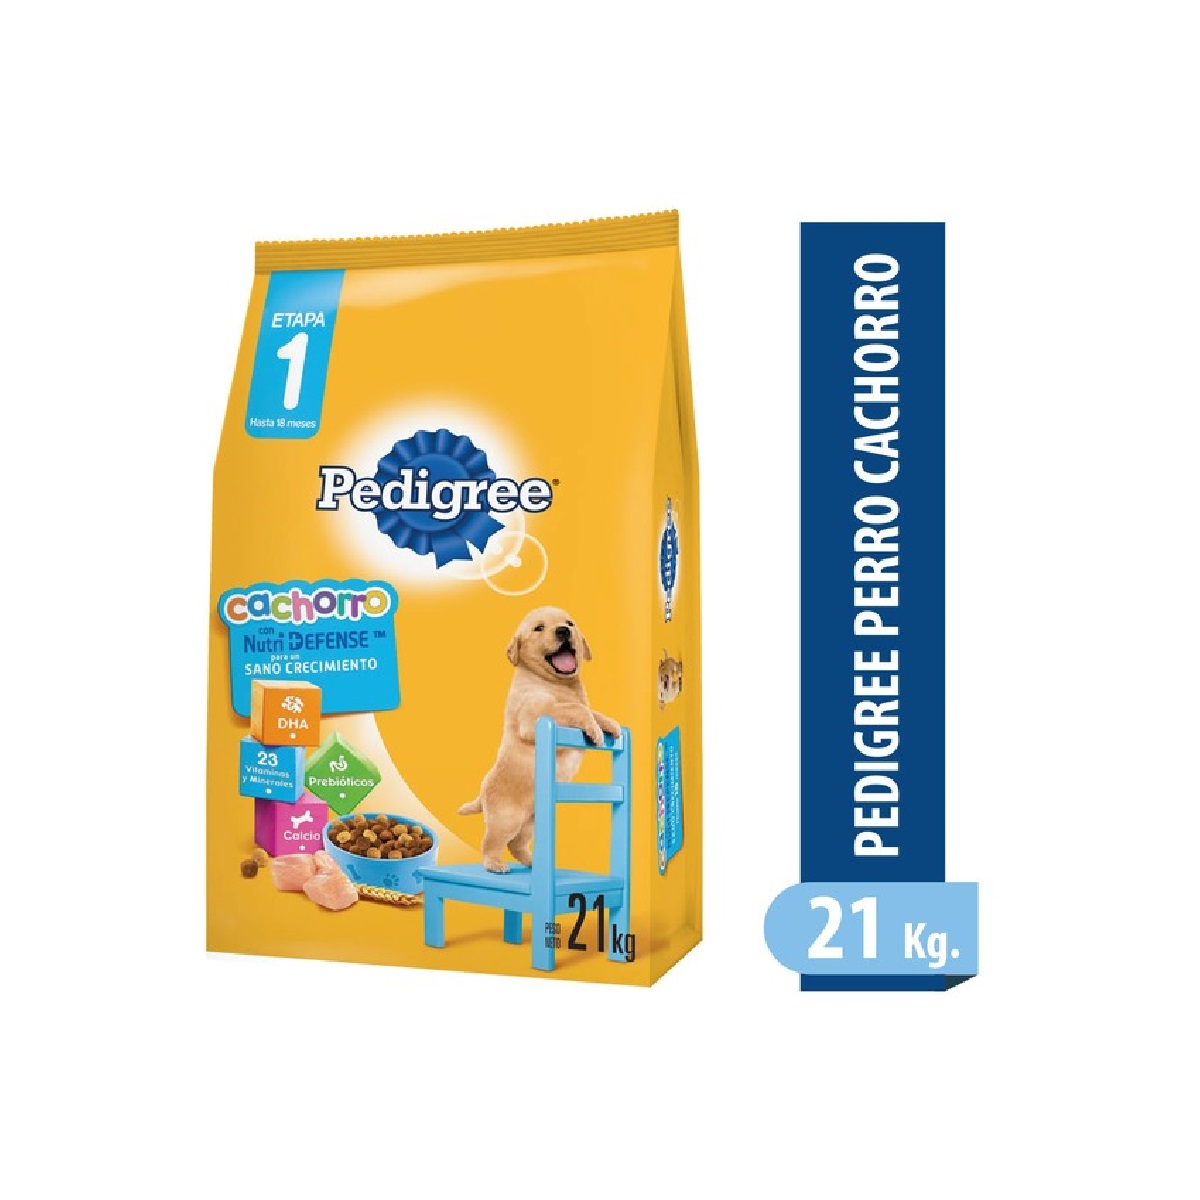 ETAPA
1
Hasta 18 meses
Pedigree®
cachorro
con
Nutri DEFENSE™
para un
SANO CRECIMIENTO
DHA
23
Vitaminas
y Minerales
Prebióticos
Calcio
PESO
NETO
21kg
Pedigree
PEDIGREE PERRO CACHORRO
21 Kg.